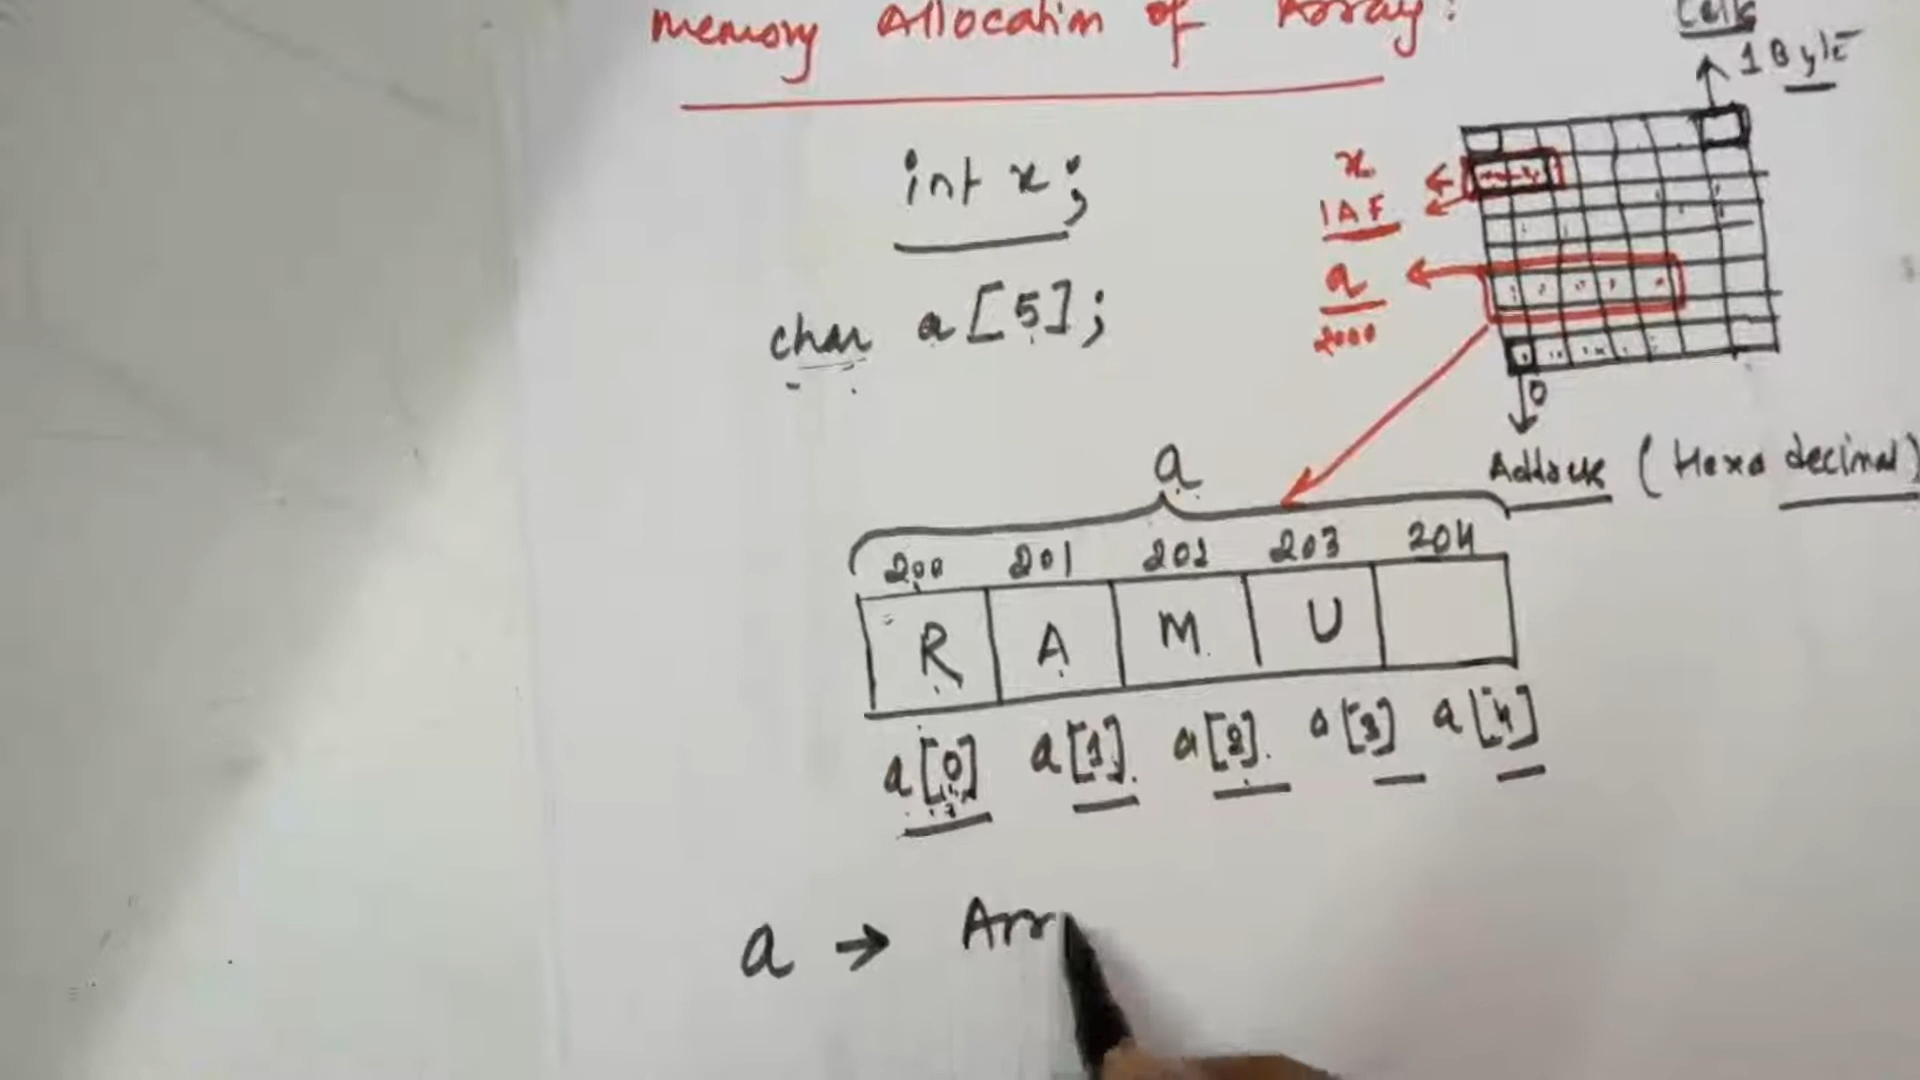 Memory Allocation of Array:
Cells
1 Byte
int x;
x
1AF
a
2000
char a[5];
0
Address (Hexa decimal)
a
200 201 202 203 204
R A M U
a[0] a[1] a[2] a[3] a[4]
a → Arr